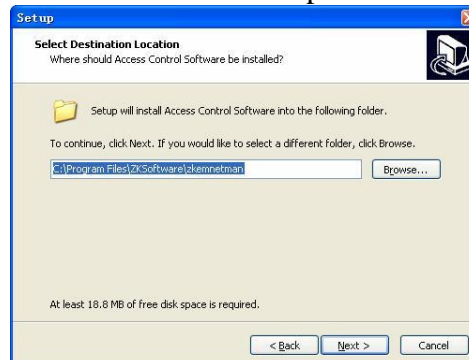 Setup
Select Destination Location
Where should Access Control Software be installed?
Setup will install Access Control Software into the following folder.
To continue, click Next. If you would like to select a different folder, click Browse.
C:\Program Files\ZKSoftware\zkemnetman
Browse...
At least 18.8 MB of free disk space is required.
< Back Next > Cancel